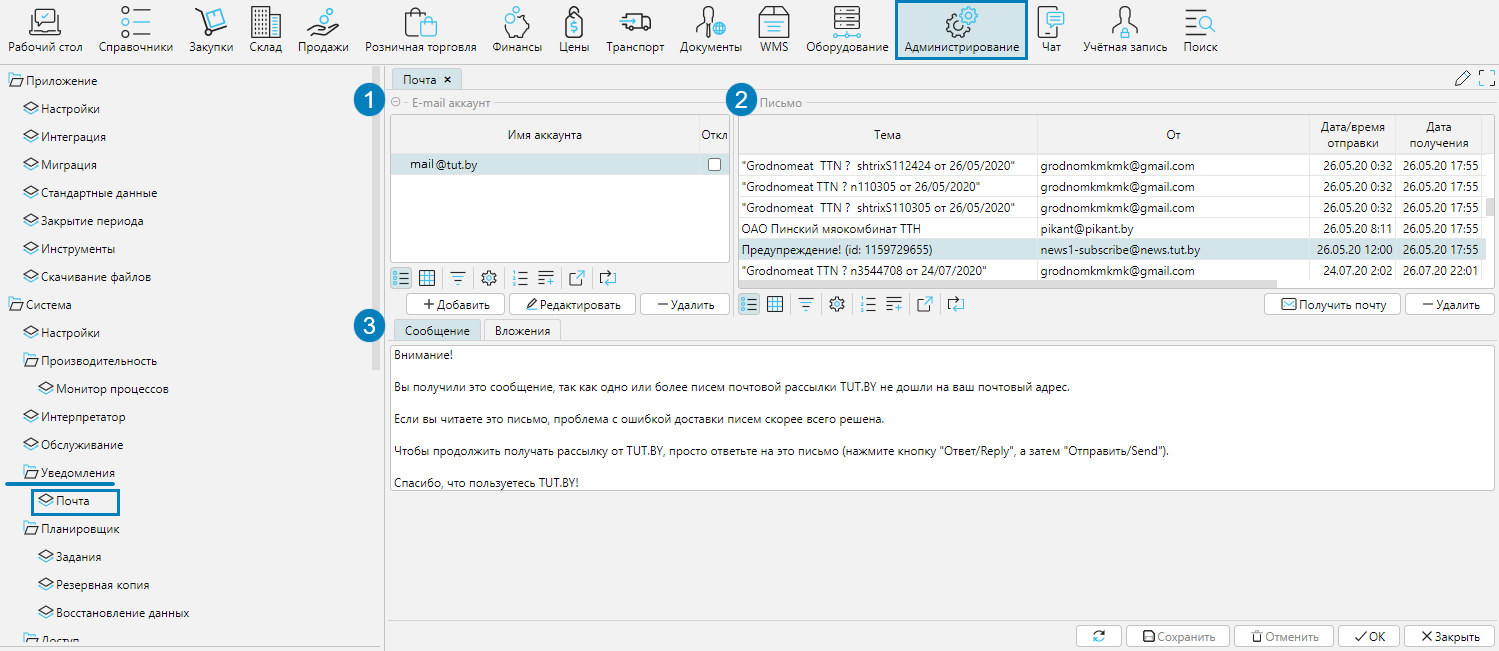 Рабочий стол
Справочники
Закупки
Склад
Продажи
Розничная торговля
Финансы
Цены
Транспорт
Документы
WMS
Оборудование
Администрирование
Чат
Учётная запись
Поиск
Приложение
Настройки
Интеграция
Миграция
Стандартные данные
Закрытие периода
Инструменты
Скачивание файлов
Система
Настройки
Производительность
Монитор процессов
Интерпретатор
Обслуживание
Уведомления
Почта
Планировщик
Задания
Резервная копия
Восстановление данных
Доступ
Почта ×
1
E-mail аккаунт
Имя аккаунта Откл
mail@tut.by
Добавить
Редактировать
Удалить
2
Письмо
Тема От Дата/время отправки Дата получения
"Grodnomeat TTN ? shtrixS112424 от 26/05/2020" grodnomkmkmk@gmail.com 26.05.20 0:32 26.05.20 17:55
"Grodnomeat TTN ? n110305 от 26/05/2020" grodnomkmkmk@gmail.com 26.05.20 0:32 26.05.20 17:55
"Grodnomeat TTN ? shtrixS110305 от 26/05/2020" grodnomkmkmk@gmail.com 26.05.20 0:32 26.05.20 17:55
ОАО Пинский мяокомбинат ТТН pikant@pikant.by 26.05.20 8:11 26.05.20 17:55
Предупреждение! (id: 1159729655) news1-subscribe@news.tut.by 26.05.20 12:00 26.05.20 17:55
"Grodnomeat TTN ? n3544708 от 24/07/2020" grodnomkmkmk@gmail.com 24.07.20 2:02 26.07.20 22:01
Получить почту
Удалить
3
Сообщение
Вложения
Внимание!
Вы получили это сообщение, так как одно или более писем почтовой рассылки TUT.BY не дошли на ваш почтовый адрес.
Если вы читаете это письмо, проблема с ошибкой доставки писем скорее всего решена.
Чтобы продолжить получать рассылку от TUT.BY, просто ответьте на это письмо (нажмите кнопку "Ответ/Reply", а затем "Отправить/Send").
Спасибо, что пользуетесь TUT.BY!
Сохранить
Отменить
OK
Закрыть